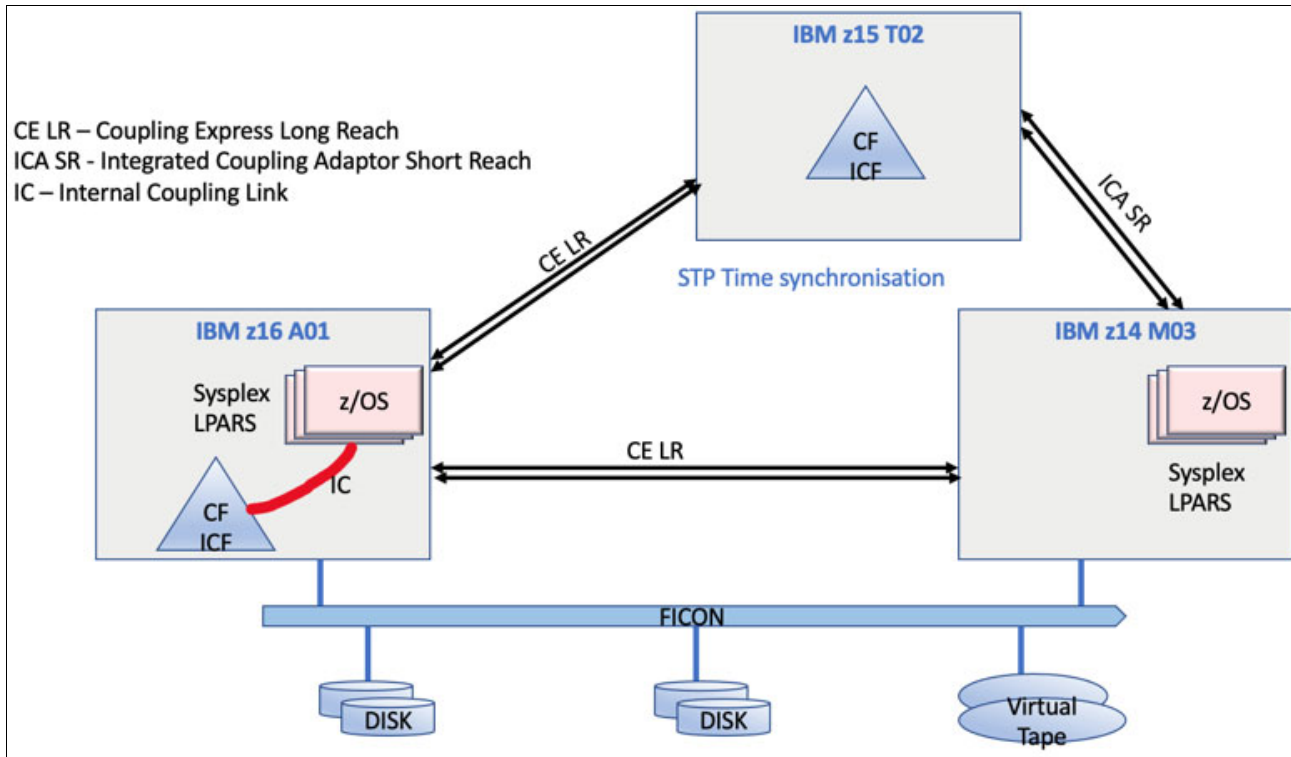 IBM z15 T02
CF
ICF
CE LR – Coupling Express Long Reach
ICA SR - Integrated Coupling Adaptor Short Reach
IC – Internal Coupling Link
CE LR
ICA SR
STP Time synchronisation
IBM z16 A01
Sysplex
LPARS
z/OS
IC
CF
ICF
CE LR
IBM z14 M03
z/OS
Sysplex
LPARS
FICON
DISK
DISK
Virtual
Tape